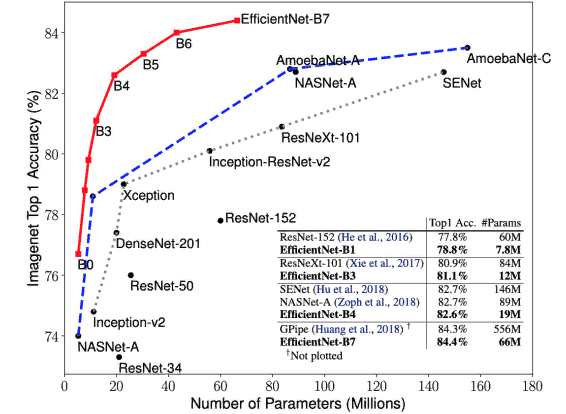 84
82
80
78
76
74
Imagenet Top 1 Accuracy (%)
EfficientNet-B7
B6
B5
B4
B3
B0
AmoebaNet-A
AmoebaNet-C
NASNet-A
SENet
ResNeXt-101
Inception-ResNet-v2
Xception
ResNet-152
DenseNet-201
ResNet-50
Inception-v2
NASNet-A
ResNet-34
Top1 Acc. #Params
ResNet-152 (He et al., 2016) 77.8% 60M
EfficientNet-B1 78.8% 7.8M
ResNeXt-101 (Xie et al., 2017) 80.9% 84M
EfficientNet-B3 81.1% 12M
SENet (Hu et al., 2018) 82.7% 146M
NASNet-A (Zoph et al., 2018) 82.7% 89M
EfficientNet-B4 82.6% 19M
GPipe (Huang et al., 2018) † 84.3% 556M
EfficientNet-B7 84.4% 66M
†Not plotted
0 20 40 60 80 100 120 140 160 180
Number of Parameters (Millions)